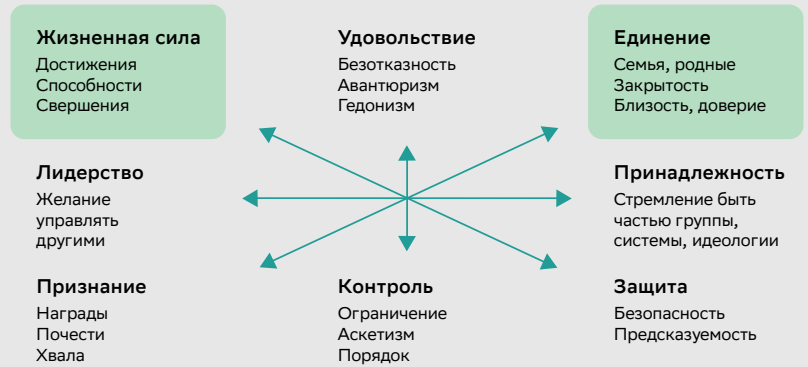 Жизненная сила
Достижения
Способности
Свершения
Удовольствие
Безотказность
Авантюризм
Гедонизм
Единение
Семья, родные
Закрытость
Близость, доверие
Лидерство
Желание
управлять
другими
Принадлежность
Стремление быть
частью группы,
системы, идеологии
Признание
Награды
Почести
Хвала
Контроль
Ограничение
Аскетизм
Порядок
Защита
Безопасность
Предсказуемость